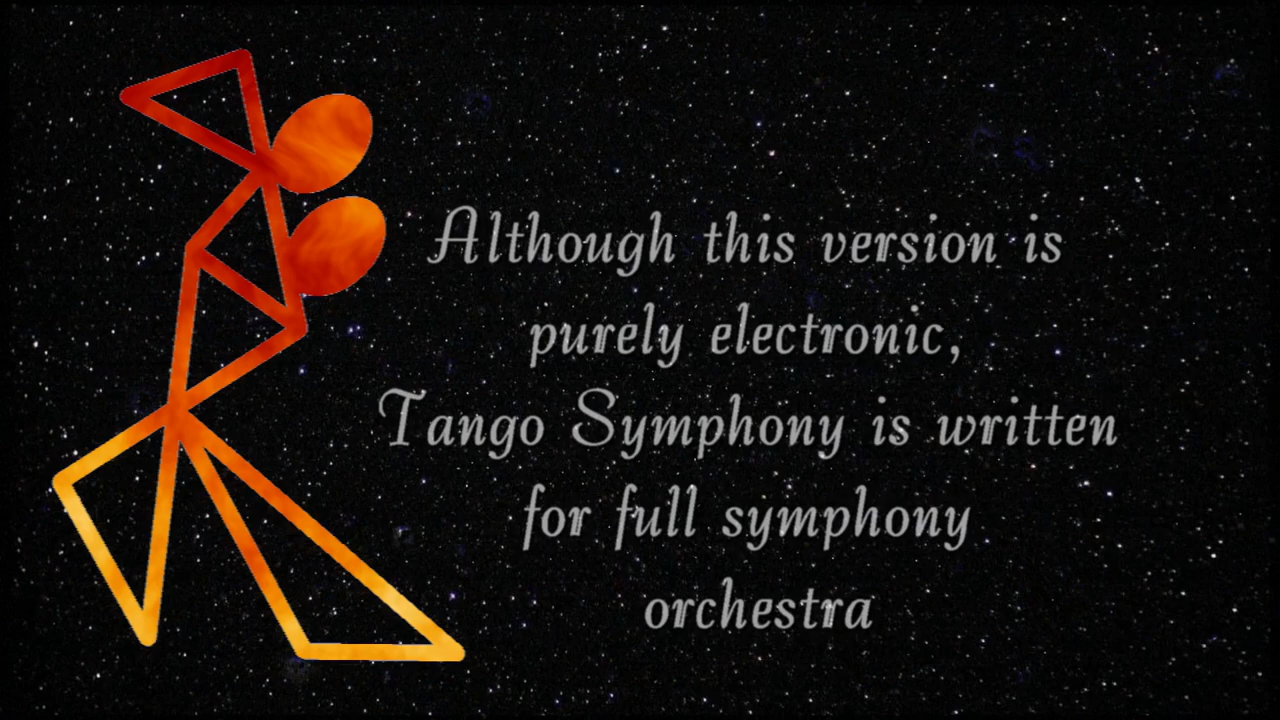 Although this version is
purely electronic,
Tango Symphony is written
for full symphony
orchestra